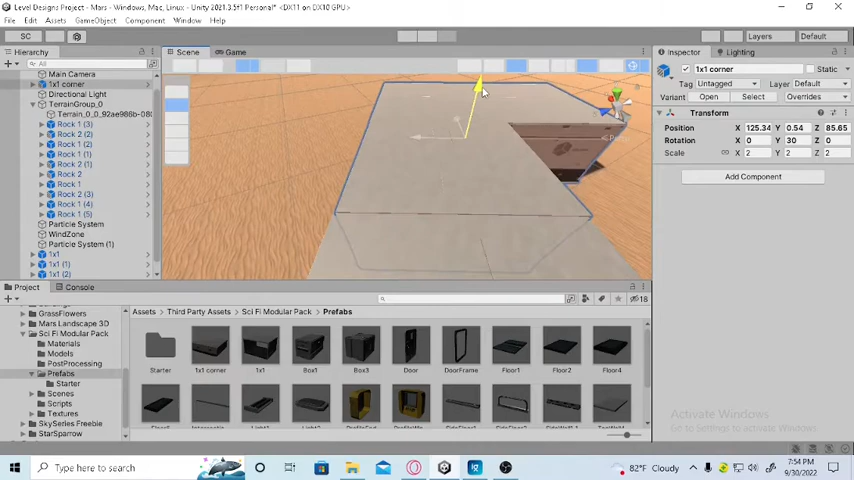 Level Designs Project - Mars - Windows, Mac, Linux - Unity 2021.3.5f1 Personal* <DX11 on DX10 GPU>
File Edit Assets GameObject Component Window Help
SC Layers Default
Hierarchy Scene Game Inspector Lighting
All
Main Camera
1x1 corner
Directional Light
TerrainGroup_0
Terrain_0_0_92ae986b-080
Rock 1 (3)
Rock 2 (2)
Rock 1 (2)
Rock 1 (1)
Rock 2 (1)
Rock 2
Rock 1
Rock 2 (3)
Rock 1 (4)
Rock 1 (5)
Particle System
WindZone
Particle System (1)
1x1
1x1 (1)
1x1 (2)
1x1 corner Static
Tag Untagged Layer Default
Variant Open Select Overrides
Transform
Position X 125.34 Y 0.54 Z 85.65
Rotation X 0 Y 30 Z 0
Scale X 2 Y 2 Z 2
Add Component
Project Console
18
Assets > Third Party Assets > Sci Fi Modular Pack > Prefabs
GrassFlowers
Mars Landscape 3D
Sci Fi Modular Pack
Materials
Models
PostProcessing
Prefabs
Starter
Scenes
Scripts
Textures
SkySeries Freebie
StarSparrow
Starter 1x1 corner 1x1 Box1 Box3 Door DoorFrame Floor1 Floor2 Floor4
Activate Windows
Go to Settings to activate Windows.
Type here to search
82°F Cloudy
7:54 PM
9/30/2022